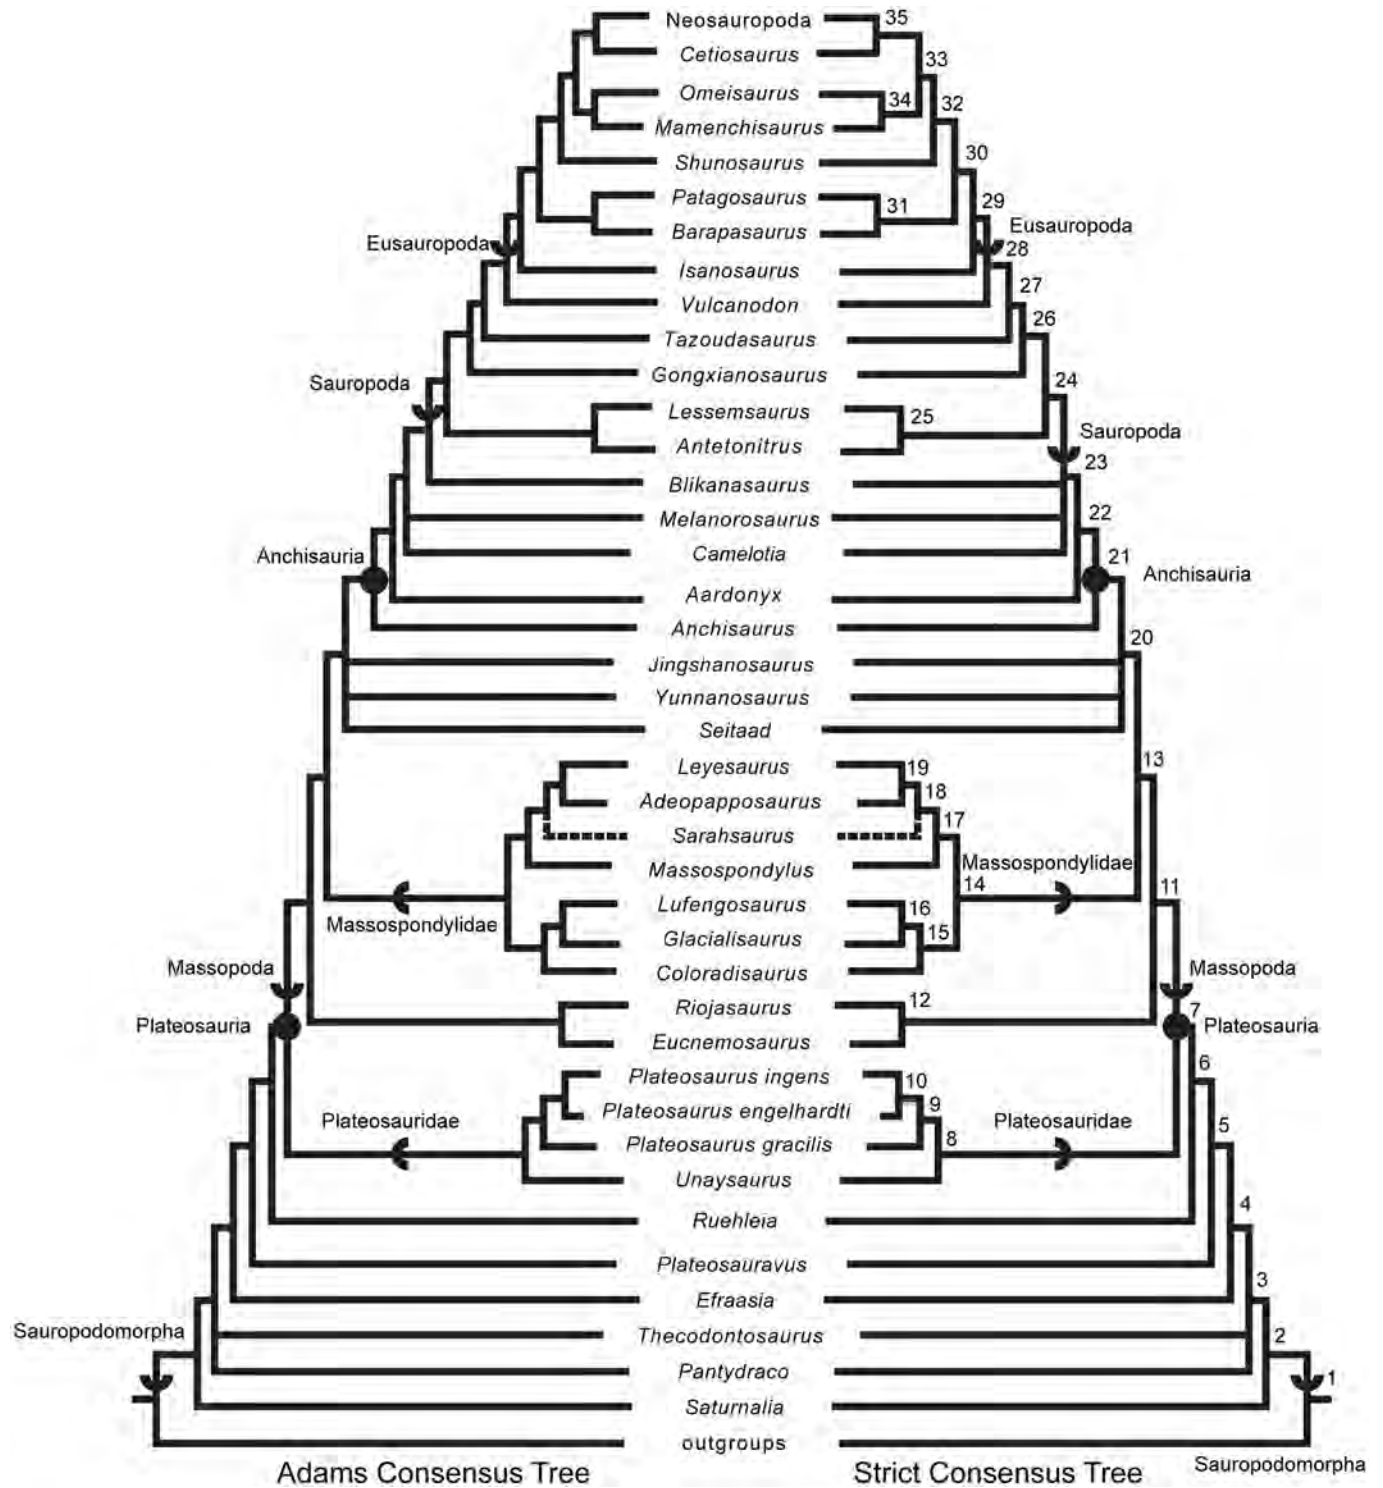 Neosauropoda 35
Cetiosaurus
33
Omeisaurus
34 32
Mamenchisaurus
30
Shunosaurus
Patagosaurus
31 29
Eusauropoda Barapasaurus Eusauropoda
28
Isanosaurus
27
Vulcanodon
26
Tazoudasaurus
Gongxianosaurus
Sauropoda 24
Lessemsaurus
25
Antetonitrus Sauropoda
23
Blikanasaurus
22
Melanorosaurus
Anchisauria Camelotia 21
Anchisauria
Aardonyx
Anchisaurus
20
Jingshanosaurus
Yunnanosaurus
Seitaad
13
Leyesaurus 19
18
Adeopapposaurus
17
Sarahsaurus
Massospondylus Massospondylidae
14 11
Lufengosaurus 16
Massospondylidae
15
Glacialisaurus
Massopoda Coloradisaurus Massopoda
Riojasaurus 12
7
Plateosauria Plateosauria
Eucnemosaurus
6
Plateosaurus ingens 10
9
Plateosaurus engelhardti
Plateosauridae Plateosauridae
5
8
Plateosaurus gracilis
Unaysaurus
4
Ruehleia
Plateosauravus
3
Efraasia
Sauropodomorpha Thecodontosaurus
2
Pantydraco
1
Saturnalia
outgroups
Sauropodomorpha
Adams Consensus Tree Strict Consensus Tree